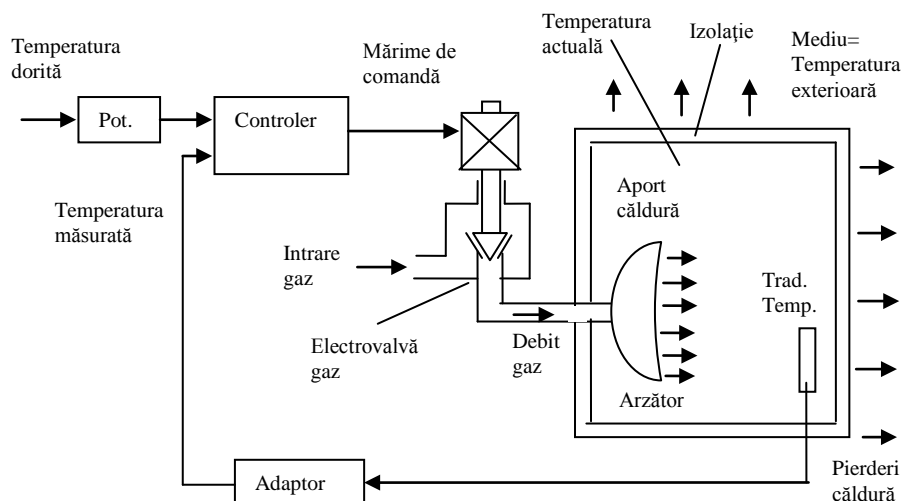 Temperatura
dorită
Mărime de
comandă
Temperatura
actuală
Izolaţie
Mediu=
Temperatura
exterioară
Pot.
Controler
Aport
căldură
Temperatura
măsurată
Intrare
gaz
Trad.
Temp.
Electrovalvă
gaz
Debit
gaz
Arzător
Adaptor
Pierderi
căldură